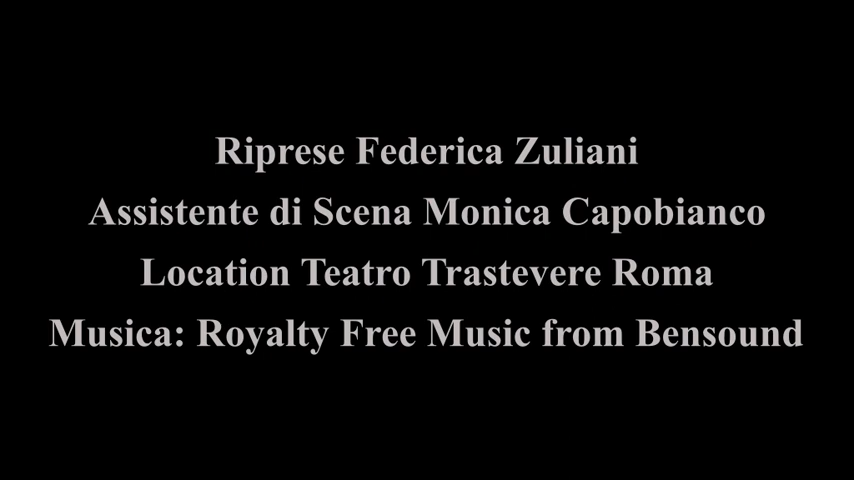 Riprese Federica Zuliani
Assistente di Scena Monica Capobianco
Location Teatro Trastevere Roma
Musica: Royalty Free Music from Bensound